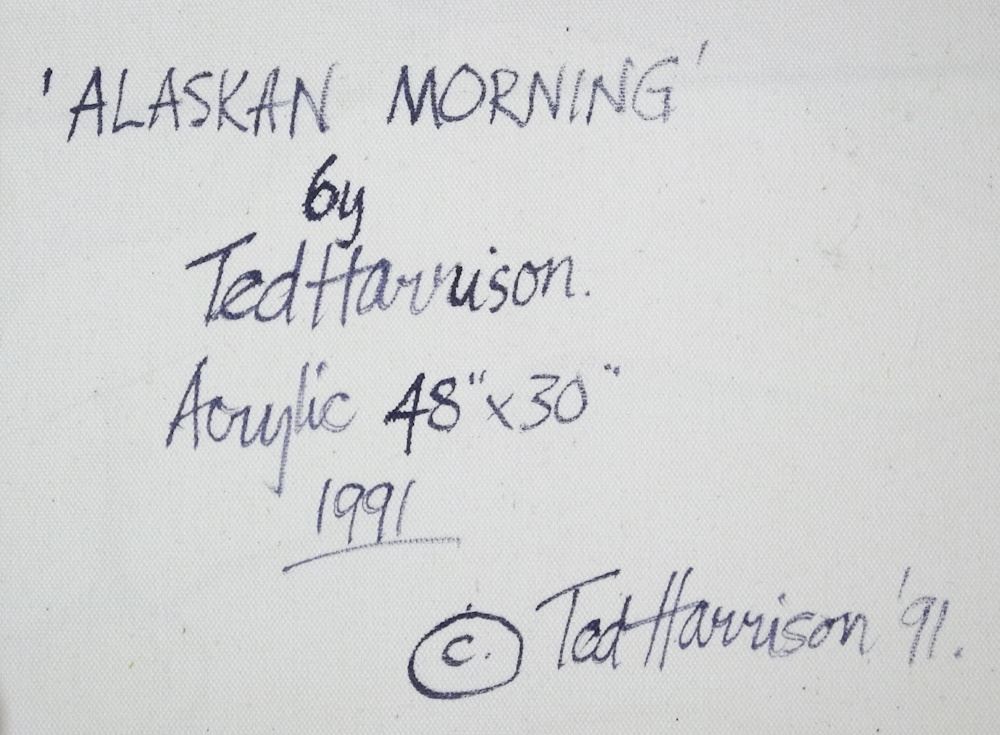 'ALASKAN MORNING'
by
Ted Harrison.
Acrylic 48"x30"
1991
© Ted Harrison '91.